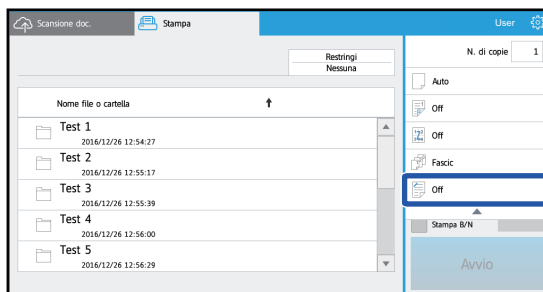 Scansione doc.
Stampa
User
Restringi
Nessuna
N. di copie 1
Nome file o cartella
Test 1
2016/12/26 12:54:27
Test 2
2016/12/26 12:55:17
Test 3
2016/12/26 12:55:39
Test 4
2016/12/26 12:56:00
Test 5
2016/12/26 12:56:29
Auto
Off
Off
Fascic
Off
Stampa B/N
Avvio